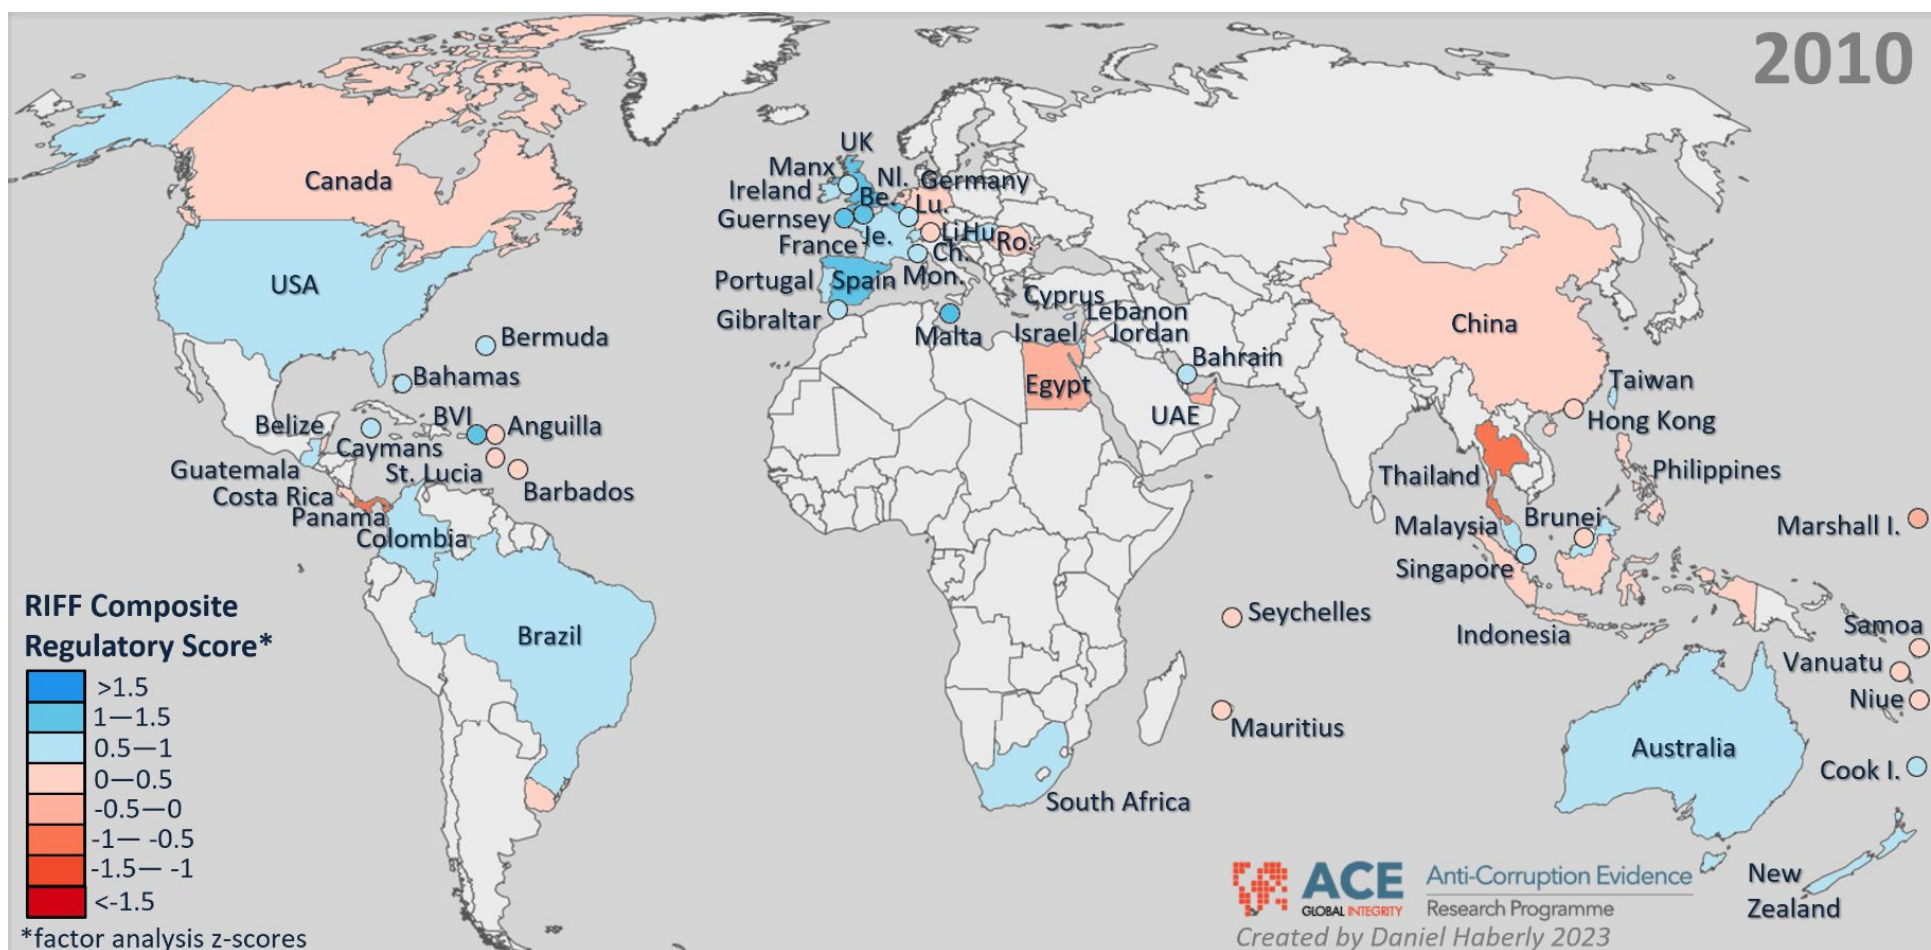 2010
UK
Manx
Nl.
Germany
Ireland
Be.
Lu.
Canada
Guernsey
Je.
Li
Hu
Ro.
France
Ch.
USA
Portugal
Spain
Mon.
Cyprus
Lebanon
Gibraltar
Malta
Israel
Jordan
China
Bermuda
Bahrain
Bahamas
Egypt
Taiwan
UAE
Hong Kong
Belize
BVI
Anguilla
Caymans
Guatemala
St. Lucia
Barbados
Thailand
Philippines
Costa Rica
Panama
Colombia
Malaysia
Brunei
Marshall I.
Singapore
Seychelles
Samoa
Indonesia
Vanuatu
Niue
Brazil
Mauritius
Australia
Cook I.
South Africa
New
Zealand
RIFF Composite
Regulatory Score*
>1.5
1—1.5
0.5—1
0—0.5
-0.5—0
-1— -0.5
-1.5— -1
<-1.5
*factor analysis z-scores
ACE
GLOBAL INTEGRITY
Anti-Corruption Evidence
Research Programme
Created by Daniel Haberly 2023